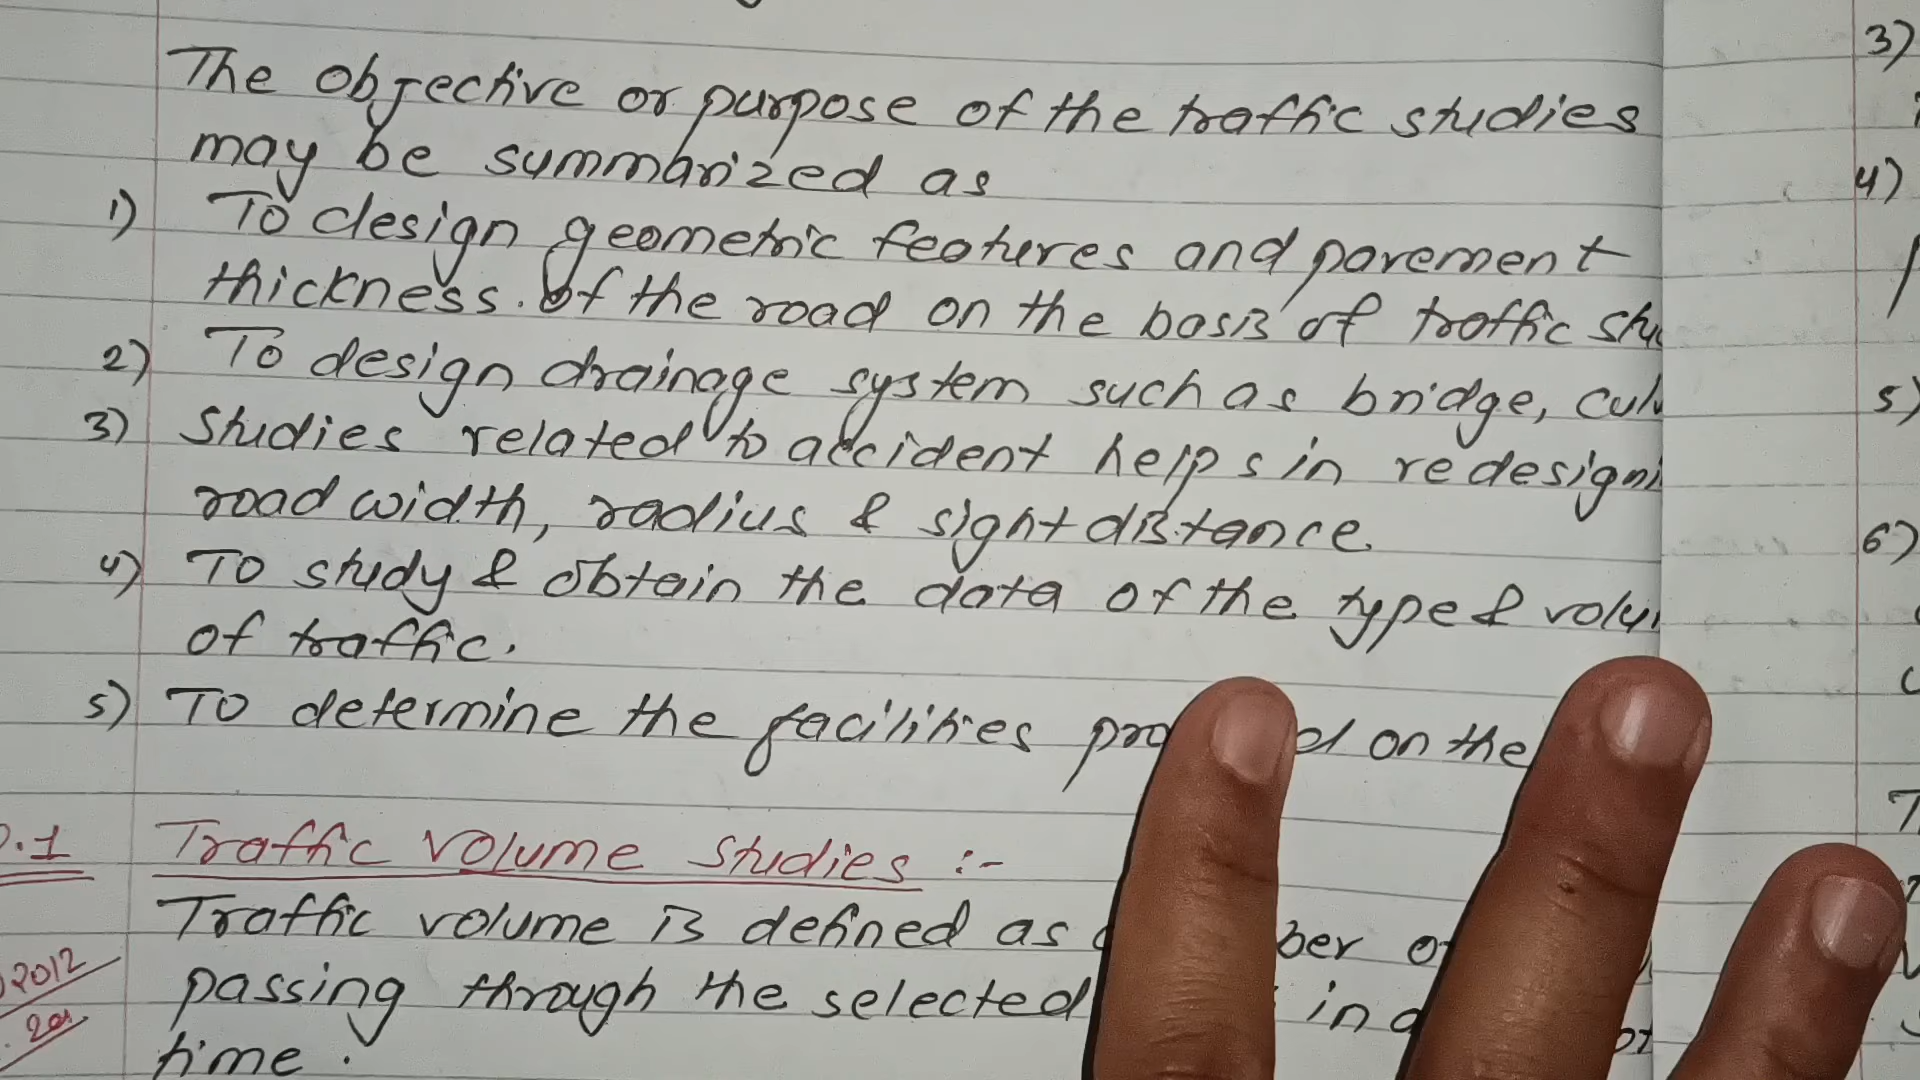 The objective or purpose of the traffic studies
may be summarized as
1) To design geometric features and pavement
thickness. of the road on the basis of traffic
2) To design drainage system such as bridge,
3) Studies related to accident helps in
road width, radius & sight distance.
4) To study & obtain the data of the type &
of traffic.
5) To determine the facilities on the
.1 Traffic Volume Studies :-
Traffic volume is defined as
2012
passing through the selected in a
time.
3)
4)
5)
6)